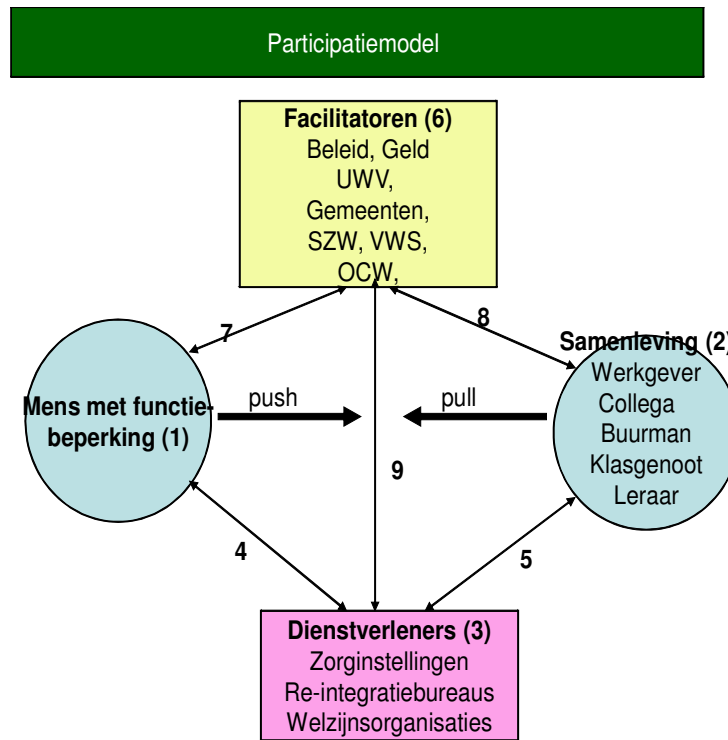 Participatiemodel
Facilitatoren (6)
Beleid, Geld
UWV,
Gemeenten,
SZW, VWS,
OCW,
7
8
Mens met functie-
beperking (1)
push
pull
Samenleving (2)
Werkgever
Collega
Buurman
Klasgenoot
Leraar
9
4
5
Dienstverleners (3)
Zorginstellingen
Re-integratiebureaus
Welzijnsorganisaties